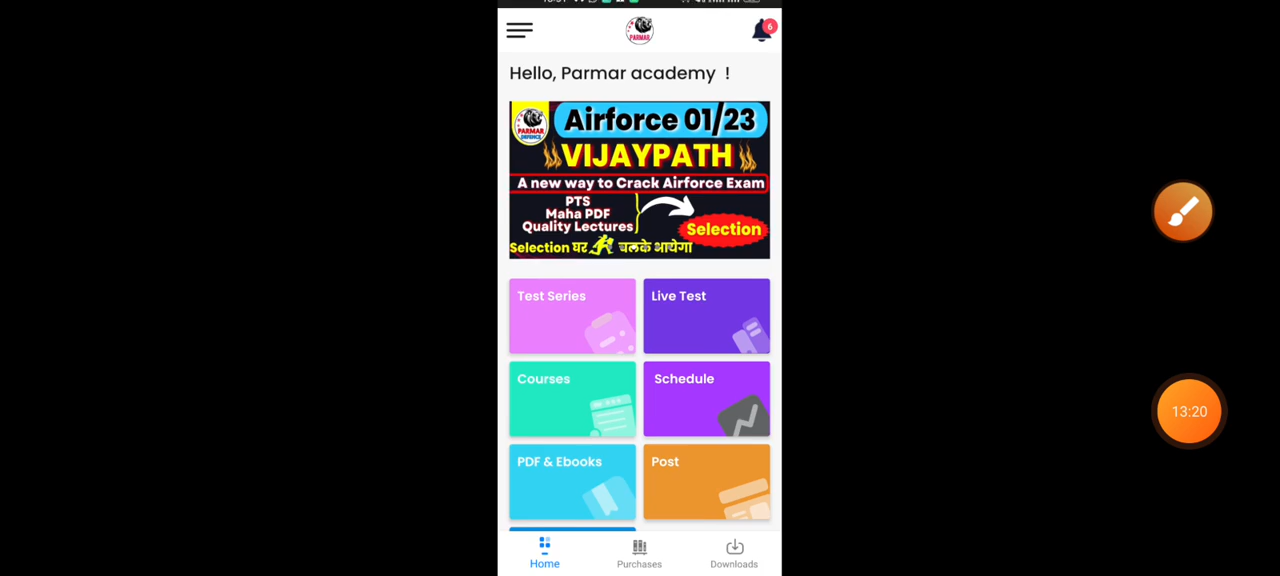 6
PARMAR
Hello, Parmar academy !
Airforce 01/23
PARMAR
DEFENCE
VIJAYPATH
A new way to Crack Airforce Exam
PTS
Maha PDF
Quality Lectures
Selection
Selection घर चलके आयेगा
Test Series
Live Test
Courses
Schedule
13:20
PDF & Ebooks
Post
Home
Purchases
Downloads